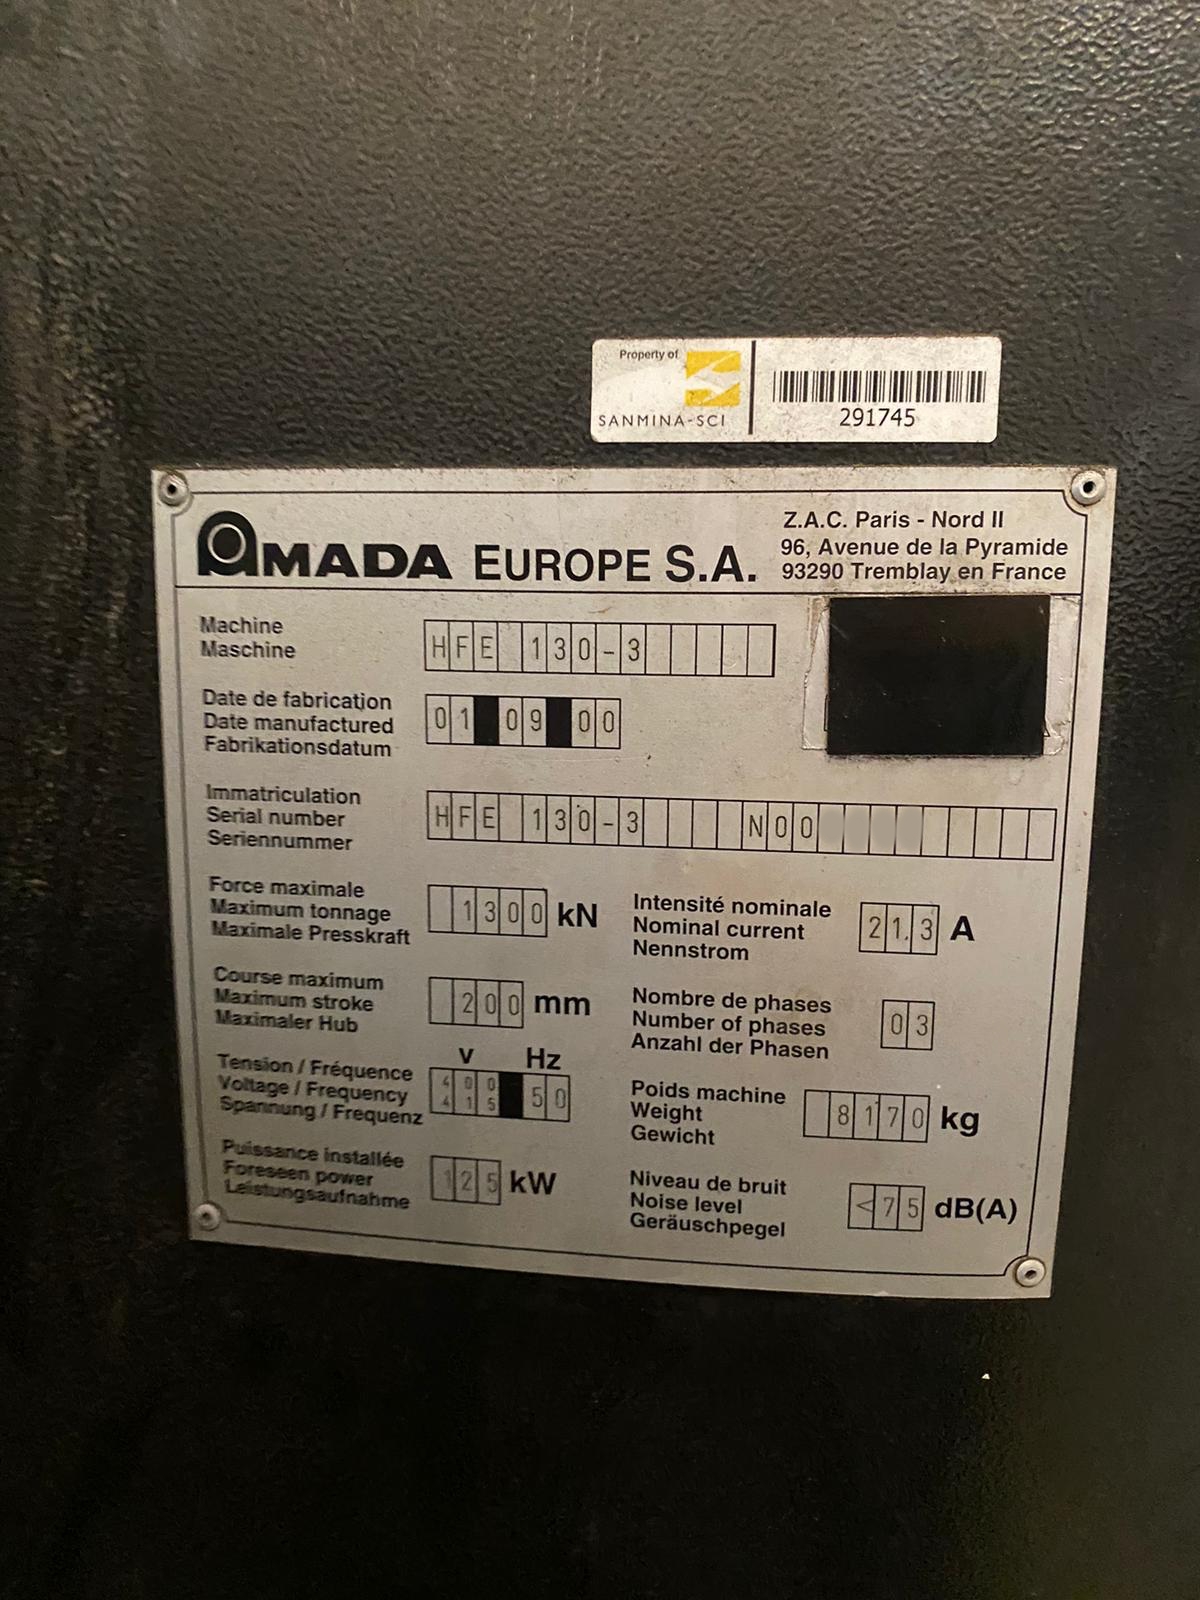 Property of
SANMINA-SCI
291745
AMADA EUROPE S.A.
Z.A.C. Paris - Nord II
96, Avenue de la Pyramide
93290 Tremblay en France
Machine
Maschine
HFE 130-3
Date de fabrication
Date manufactured
Fabrikationsdatum
01 09 00
Immatriculation
Serial number
Seriennummer
HFE 130-3 N00
Force maximale
Maximum tonnage
Maximale Presskraft
1300 kN
Intensité nominale
Nominal current
Nennstrom
21.3 A
Course maximum
Maximum stroke
Maximaler Hub
200 mm
Nombre de phases
Number of phases
Anzahl der Phasen
03
Tension / Fréquence
Voltage / Frequency
Spannung / Frequenz
V Hz
400 50
415
Poids machine
Weight
Gewicht
8170 kg
Puissance installée
Foreseen power
Leistungsaufnahme
125 kW
Niveau de bruit
Noise level
Geräuschpegel
<75 dB(A)